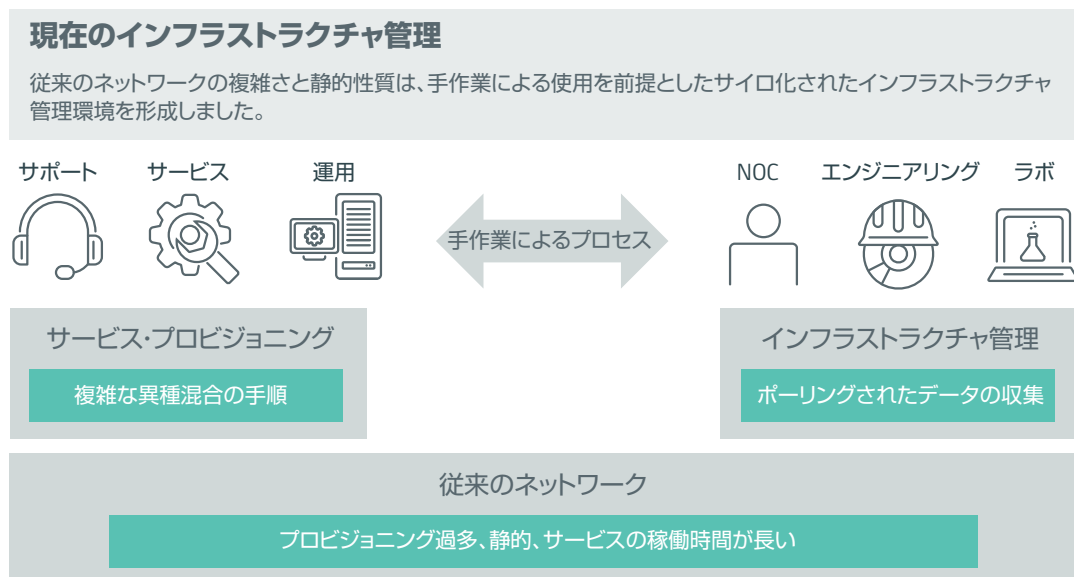 現在のインフラストラクチャ管理
従来のネットワークの複雑さと静的性質は、手作業による使用を前提としたサイロ化されたインフラストラクチャ
管理環境を形成しました。
サポート
サービス
運用
NOC
エンジニアリング
ラボ
手作業によるプロセス
サービス・プロビジョニング
インフラストラクチャ管理
複雑な異種混合の手順
ポーリングされたデータの収集
従来のネットワーク
プロビジョニング過多、静的、サービスの稼働時間が長い